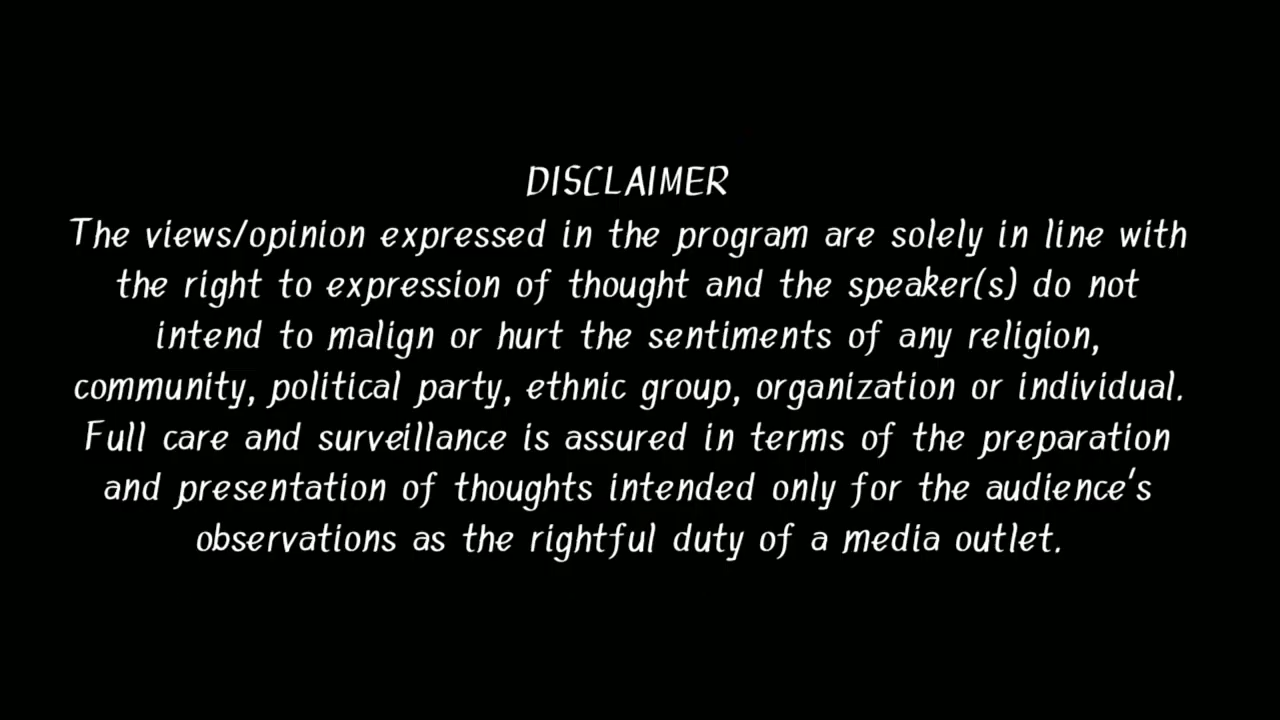 DISCLAIMER
The views/opinion expressed in the program are solely in line with
the right to expression of thought and the speaker(s) do not
intend to malign or hurt the sentiments of any religion,
community, political party, ethnic group, organization or individual.
Full care and surveillance is assured in terms of the preparation
and presentation of thoughts intended only for the audience's
observations as the rightful duty of a media outlet.